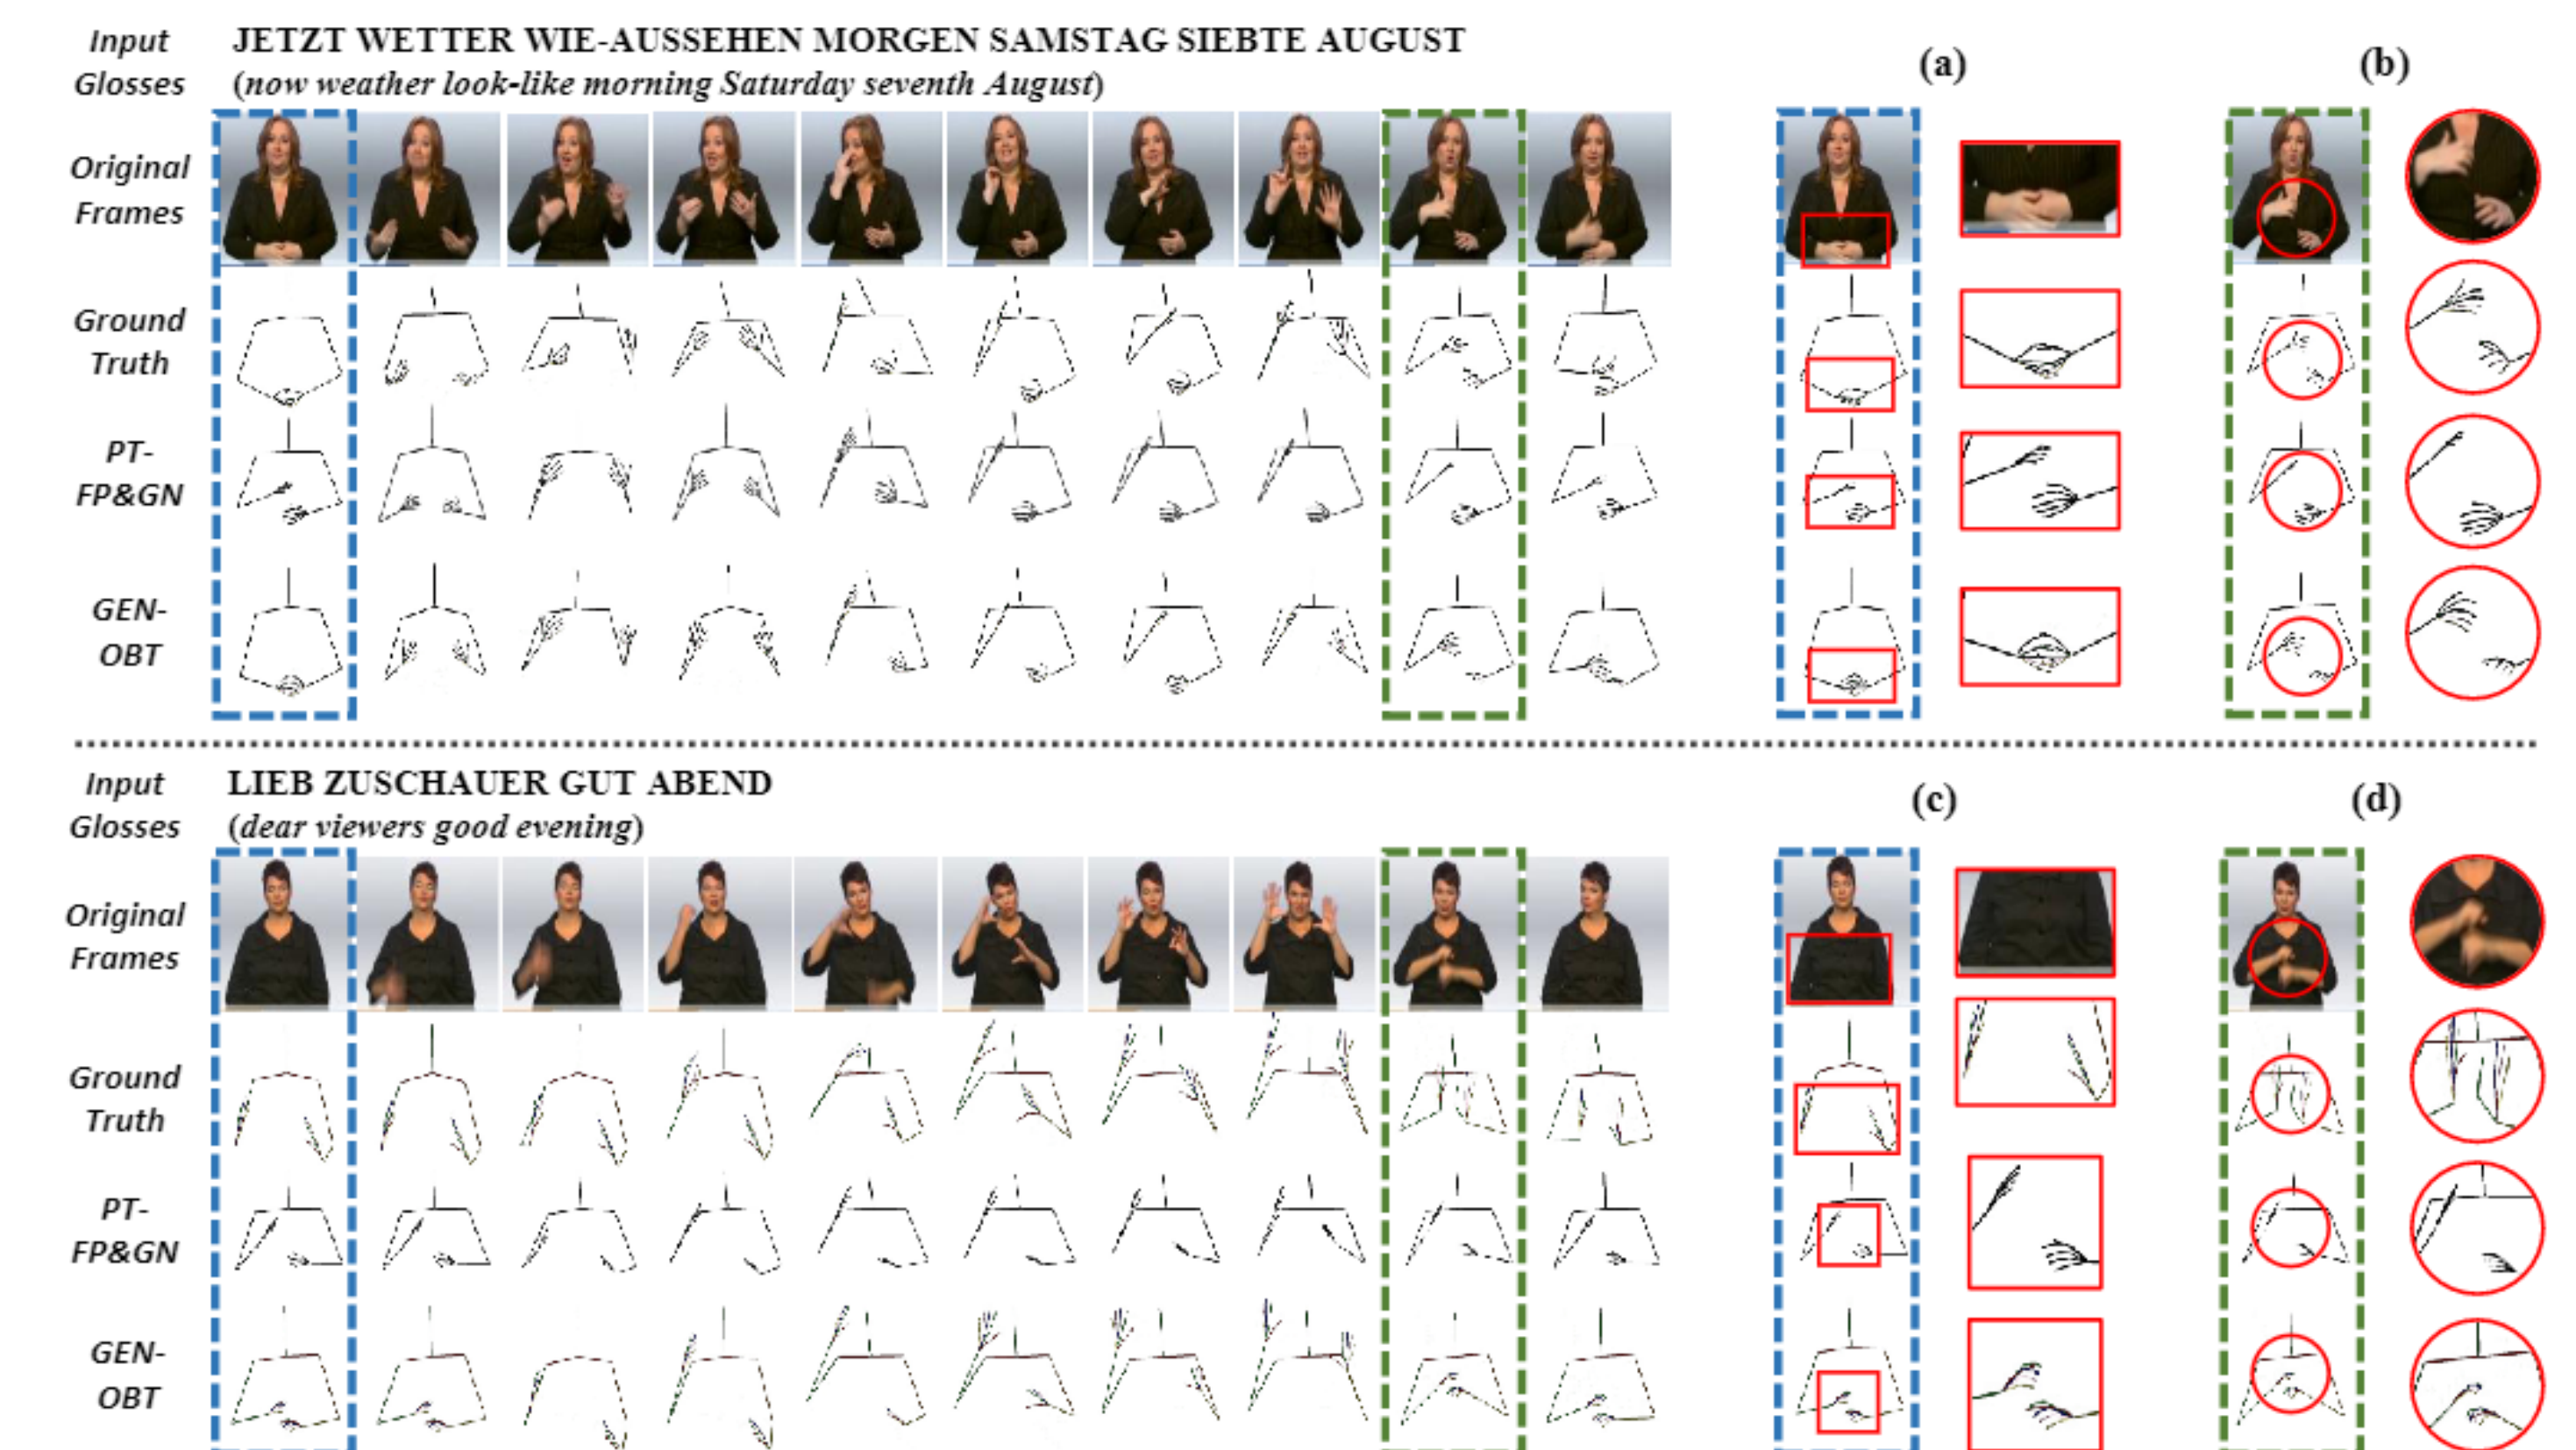 Input
Glosses
JETZT WETTER WIE-AUSSEHEN MORGEN SAMSTAG SIEBTE AUGUST
(now weather look-like morning Saturday seventh August)
(a)
(b)
Original
Frames
Ground
Truth
PT-
FP&GN
GEN-
OBT
Input
Glosses
LIEB ZUSCHAUER GUT ABEND
(dear viewers good evening)
(c)
(d)
Original
Frames
Ground
Truth
PT-
FP&GN
GEN-
OBT